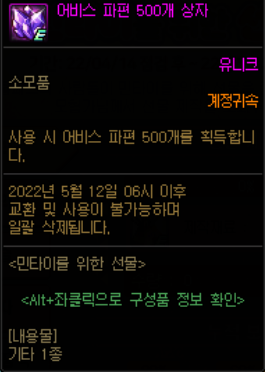 어비스 파편 500개 상자
유니크
소모품
계정귀속
사용 시 어비스 파편 500개를 획득합니
다.
2022년 5월 12일 06시 이후
교환 및 사용이 불가능하며
일괄 삭제됩니다.
<민타이를 위한 선물>
<Alt+좌클릭으로 구성품 정보 확인>
[내용물]
기타 1종